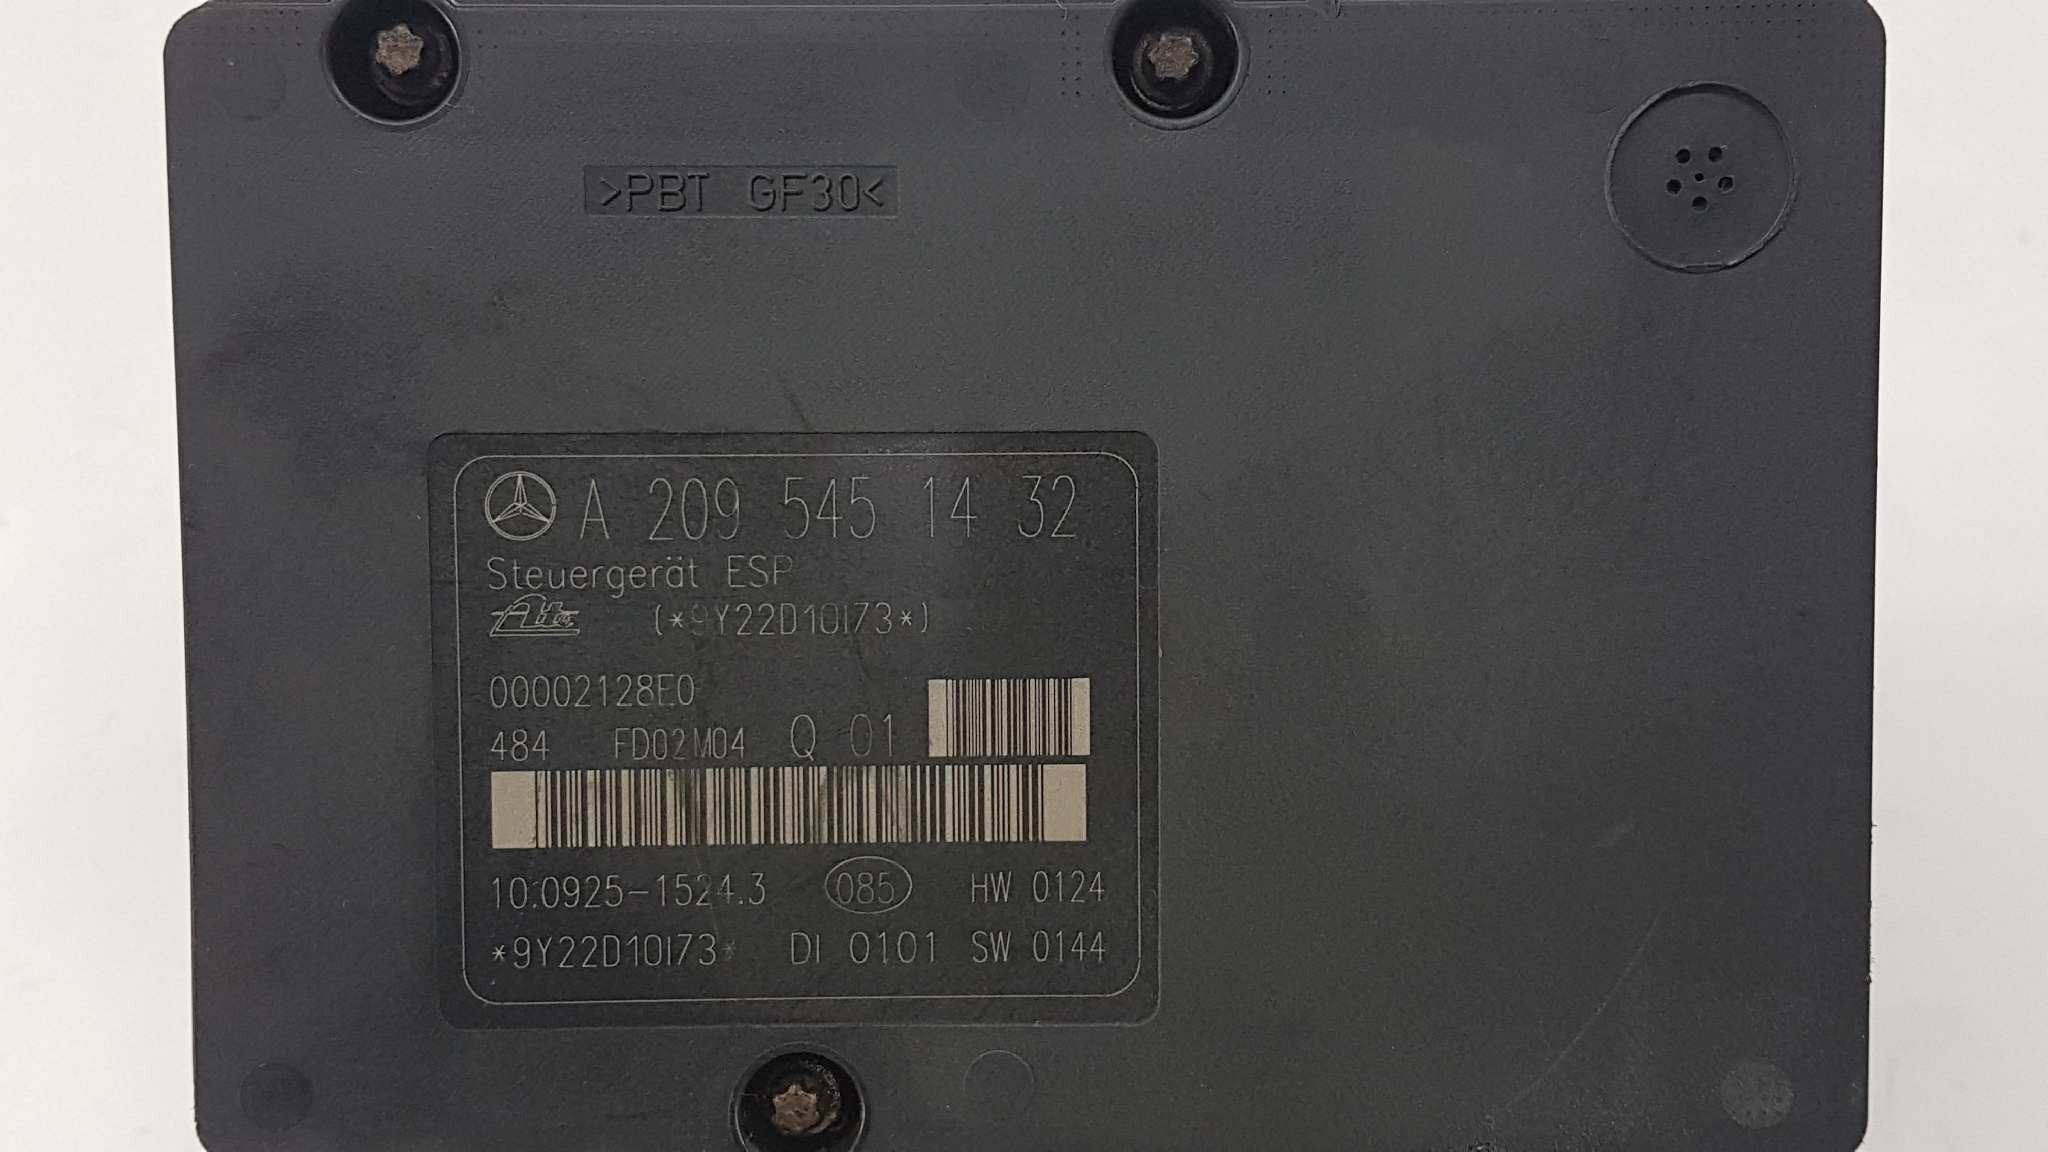 >PBT GF30<
A 209 545 14 32
Steuergerät ESP
Ate (*9Y22D10I73*)
00002128E0
484 FD02M04 Q 01
10.0925-1524.3 085 HW 0124
*9Y22D10I73* DI 0101 SW 0144